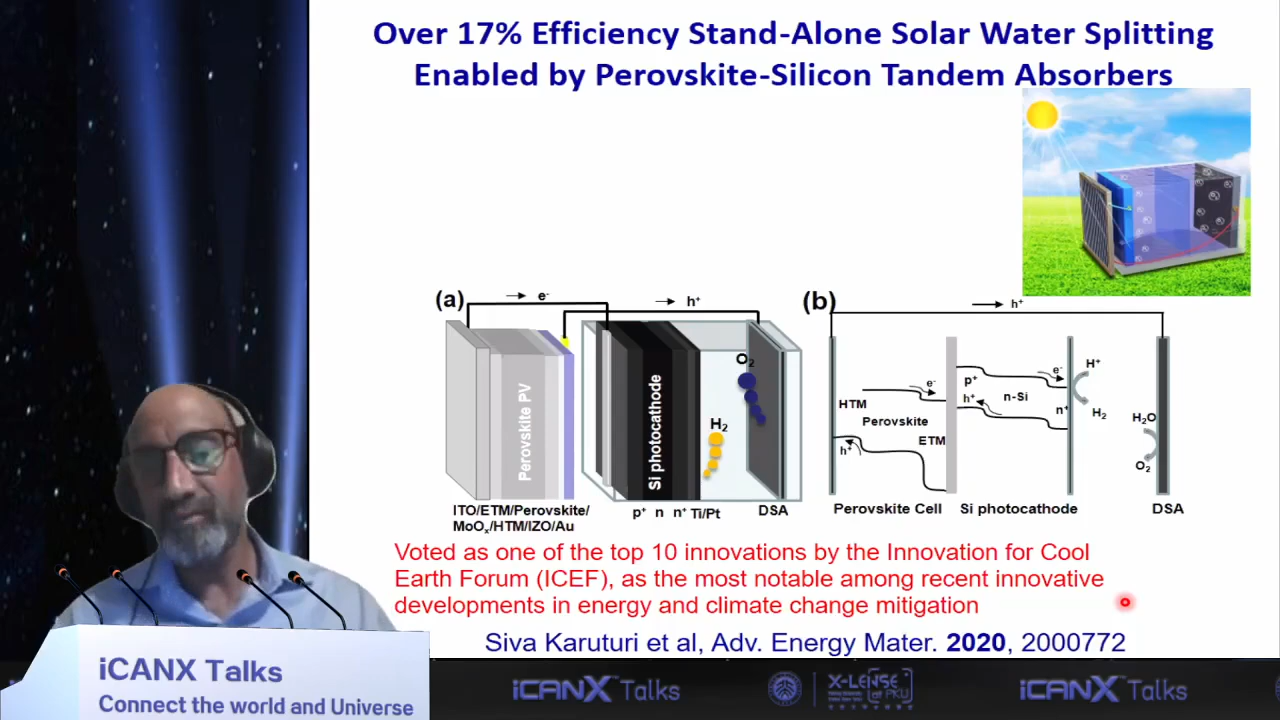 Over 17% Efficiency Stand-Alone Solar Water Splitting
Enabled by Perovskite-Silicon Tandem Absorbers
(a)
e-
h+
Perovskite PV
Si photocathode
H2
O2
ITO/ETM/Perovskite/
MoOx/HTM/IZO/Au
p+ n n+ Ti/Pt
DSA
(b)
h+
HTM
Perovskite
ETM
e-
h+
p+
h+
n-Si
e-
n+
H+
H2
H2O
O2
Perovskite Cell
Si photocathode
DSA
Voted as one of the top 10 innovations by the Innovation for Cool
Earth Forum (ICEF), as the most notable among recent innovative
developments in energy and climate change mitigation
Siva Karuturi et al, Adv. Energy Mater. 2020, 2000772
iCANX Talks
Connect the world and Universe
iCANX Talks
X-LENSE
at PKU
iCANX Talks